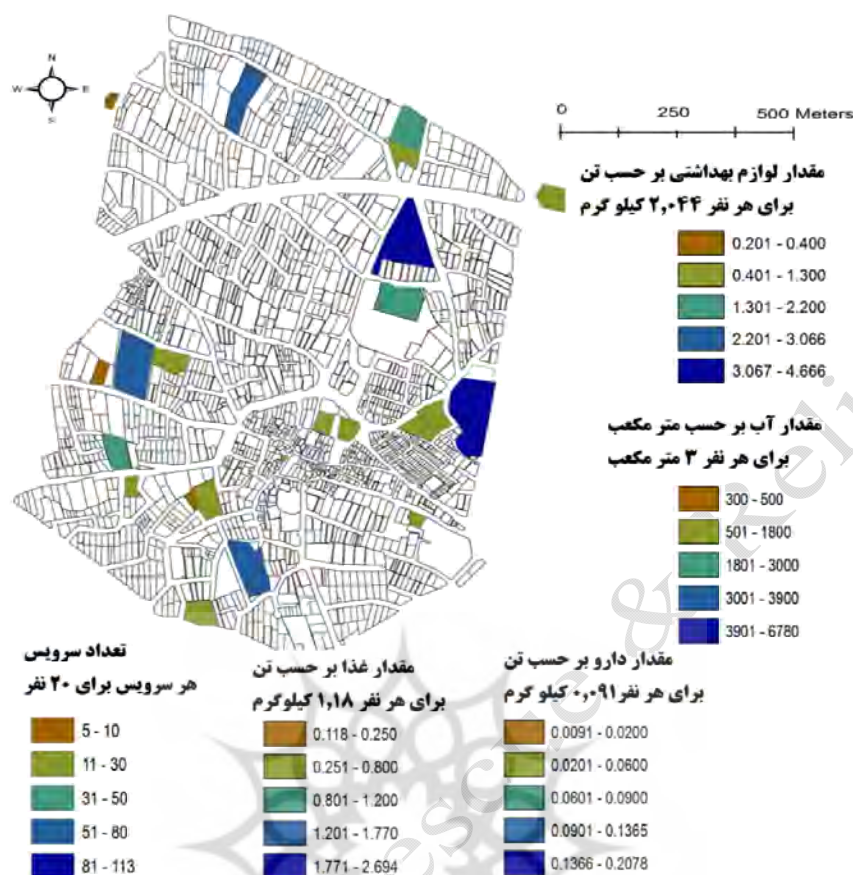 N
W E
S
0 250 500 Meters
مقدار لوازم بهداشتی بر حسب تن
برای هر نفر ۲,۰۴۴ کیلو گرم
0.201 - 0.400
0.401 - 1.300
1.301 - 2.200
2.201 - 3.066
3.067 - 4.666
مقدار آب بر حسب متر مکعب
برای هر نفر ۳ متر مکعب
300 - 500
501 - 1800
1801 - 3000
3001 - 3900
3901 - 6780
تعداد سرویس
هر سرویس برای ۲۰ نفر
5 - 10
11 - 30
31 - 50
51 - 80
81 - 113
مقدار غذا بر حسب تن
برای هر نفر ۱,۱۸ کیلوگرم
0.118 - 0.250
0.251 - 0.800
0.801 - 1.200
1.201 - 1.770
1.771 - 2.694
مقدار دارو بر حسب تن
برای هر نفر ۰,۰۹۱ کیلو گرم
0.0091 - 0.0200
0.0201 - 0.0600
0.0601 - 0.0900
0.0901 - 0.1365
0.1366 - 0.2078
escue & Reli